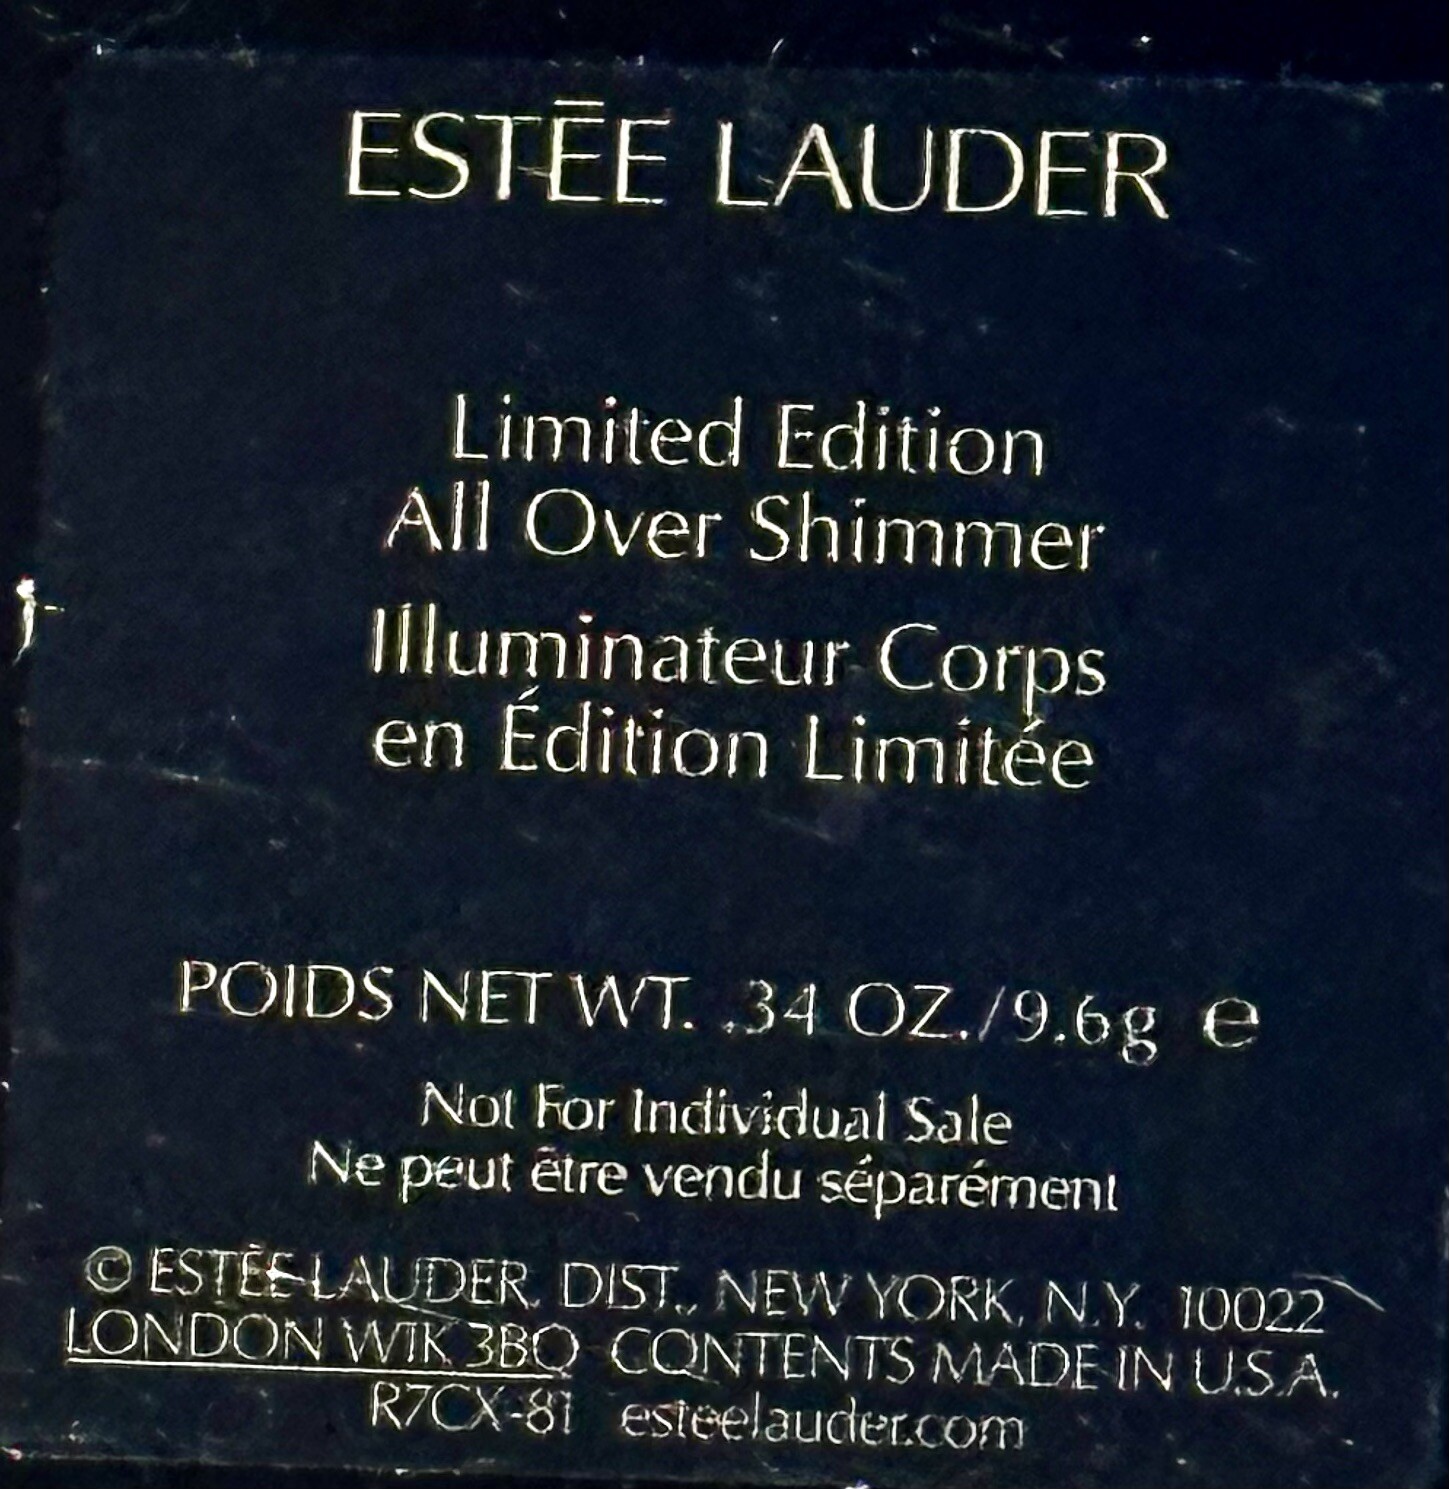 ESTĒE LAUDER
Limited Edition
All Over Shimmer
Illuminateur Corps
en Édition Limitée
POIDS NET WT. .34 OZ./9.6g e
Not For Individual Sale
Ne peut être vendu séparément
© ESTĒE LAUDER, DIST., NEW YORK, N.Y. 10022
LONDON W1K 3BQ CONTENTS MADE IN U.S.A.
R7CX-81 esteelauder.com